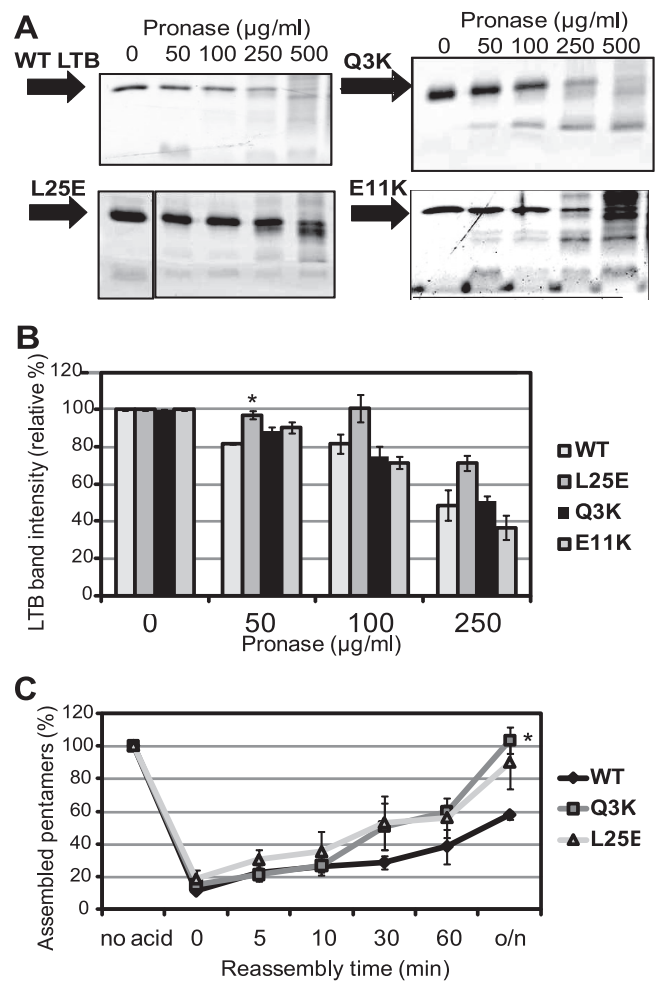 A
Pronase (µg/ml)
0 50 100 250 500
WT LTB
Pronase (µg/ml)
0 50 100 250 500
Q3K
L25E
E11K
B
LTB band intensity (relative %)
120
100
80
60
40
20
0
*
0 50 100 250
Pronase (µg/ml)
WT
L25E
Q3K
E11K
C
Assembled pentamers (%)
120
100
80
60
40
20
0
*
no acid 0 5 10 30 60 o/n
Reassembly time (min)
WT
Q3K
L25E